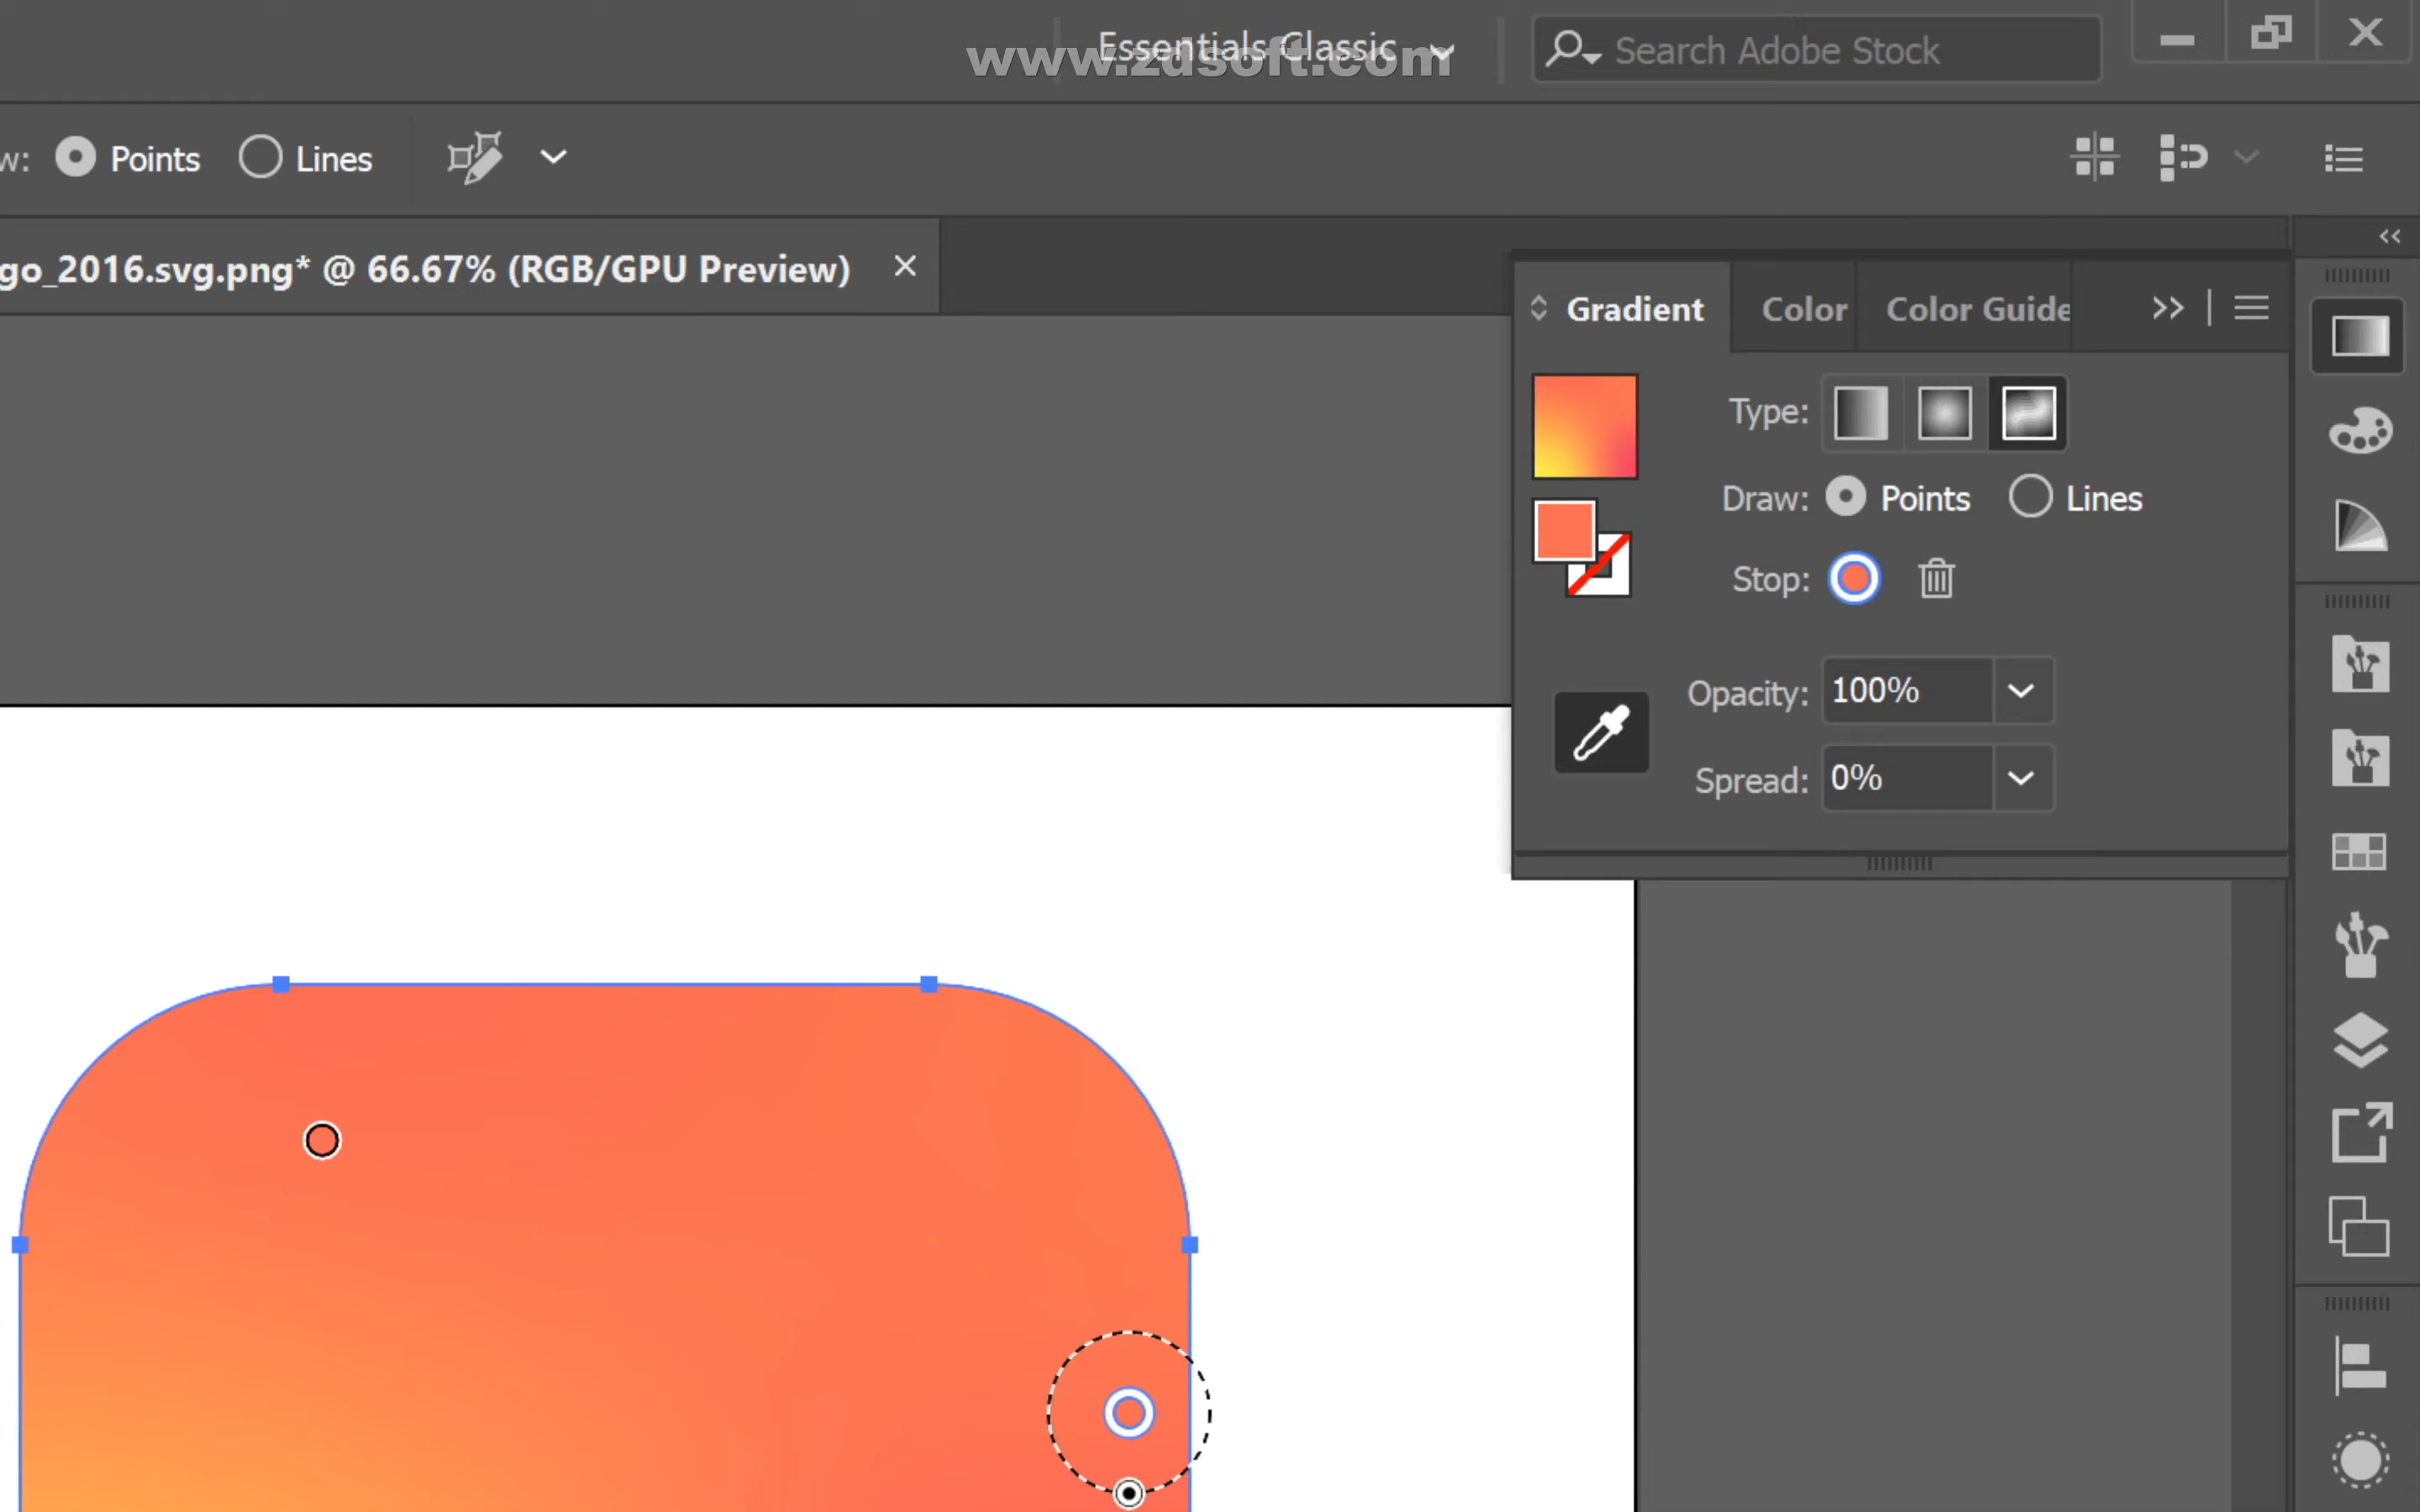 Essentials Classic
www.zdsoft.com
Search Adobe Stock
w: Points Lines
go_2016.svg.png* @ 66.67% (RGB/GPU Preview)
Gradient Color Color Guide
Type:
Draw: Points Lines
Stop:
Opacity: 100%
Spread: 0%